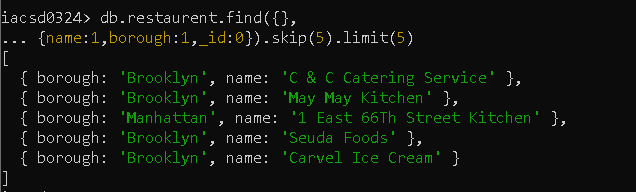 iacsd0324> db.restaurent.find({},
... {name:1,borough:1,_id:0}).skip(5).limit(5)
[
  { borough: 'Brooklyn', name: 'C & C Catering Service' },
  { borough: 'Brooklyn', name: 'May May Kitchen' },
  { borough: 'Manhattan', name: '1 East 66Th Street Kitchen' },
  { borough: 'Brooklyn', name: 'Seuda Foods' },
  { borough: 'Brooklyn', name: 'Carvel Ice Cream' }
]